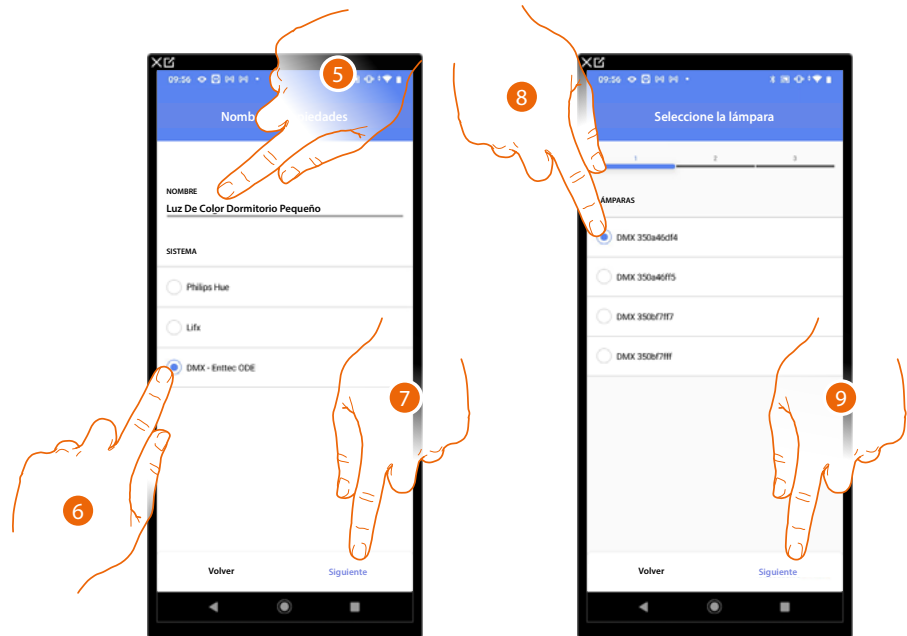 5
09:56
Nomb
iedades
NOMBRE
Luz De Color Dormitorio Pequeño
SISTEMA
Philips Hue
Lifx
DMX - Enttec ODE
7
6
Volver
Siguiente
8
09:56
Seleccione la lámpara
1
2
3
ÁMPARAS
DMX 350a46df4
DMX 350a46ff5
DMX 350bf7ff7
DMX 350bf7fff
9
Volver
Siguiente